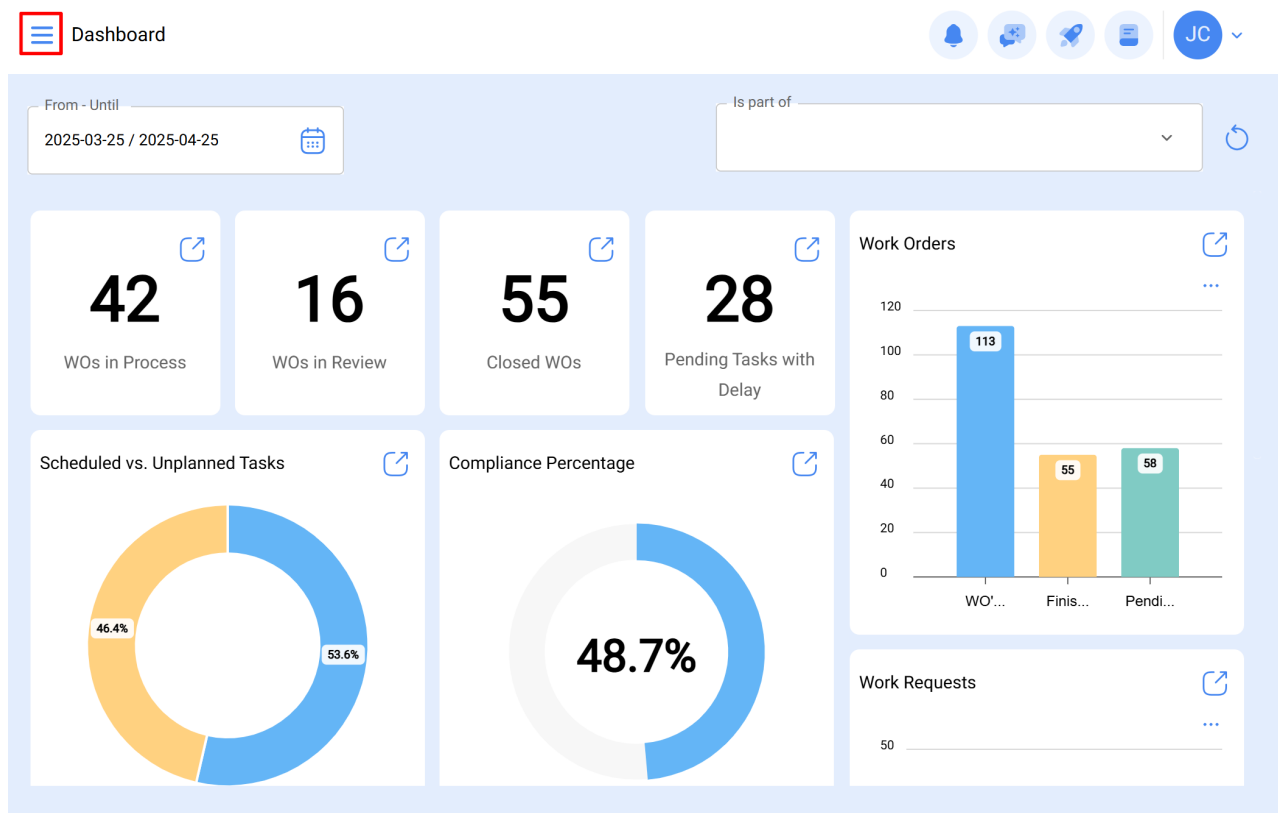 Dashboard
JC
From - Until
2025-03-25 / 2025-04-25
Is part of
42
WOs in Process
16
WOs in Review
55
Closed WOs
28
Pending Tasks with
Delay
Work Orders
...
120
100
80
60
40
20
0
113
55
58
WO'...
Finis...
Pendi...
Scheduled vs. Unplanned Tasks
46.4%
53.6%
Compliance Percentage
48.7%
Work Requests
...
50